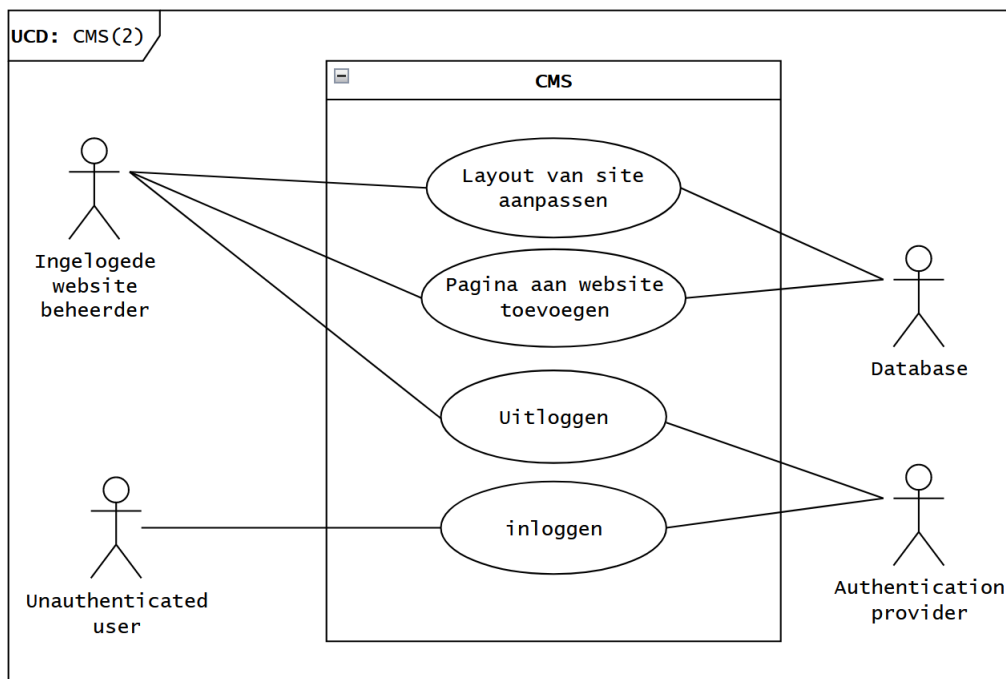 UCD: CMS(2)
CMS
Layout van site
aanpassen
Ingelogede
website
beheerder
Pagina aan website
toevoegen
Database
Uitloggen
inloggen
Unauthenticated
user
Authentication
provider